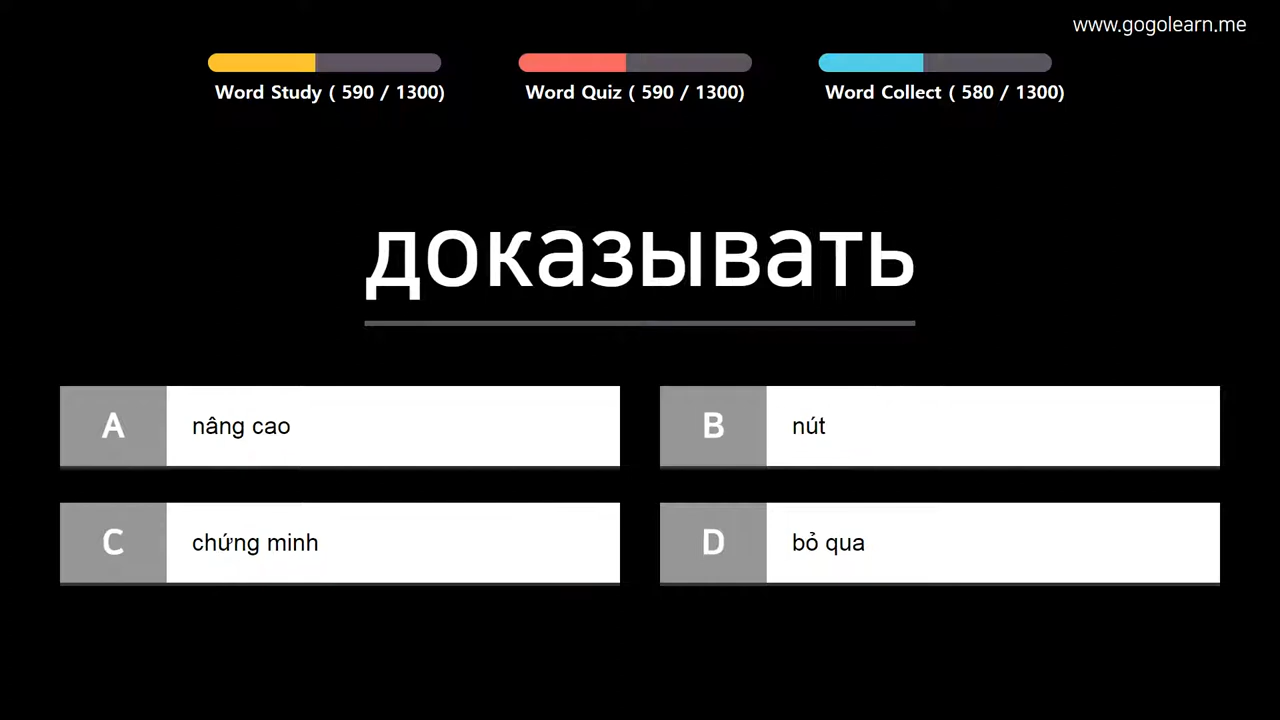 www.gogolearn.me
Word Study ( 590 / 1300)
Word Quiz ( 590 / 1300)
Word Collect ( 580 / 1300)
доказывать
A nâng cao
B nút
C chứng minh
D bỏ qua